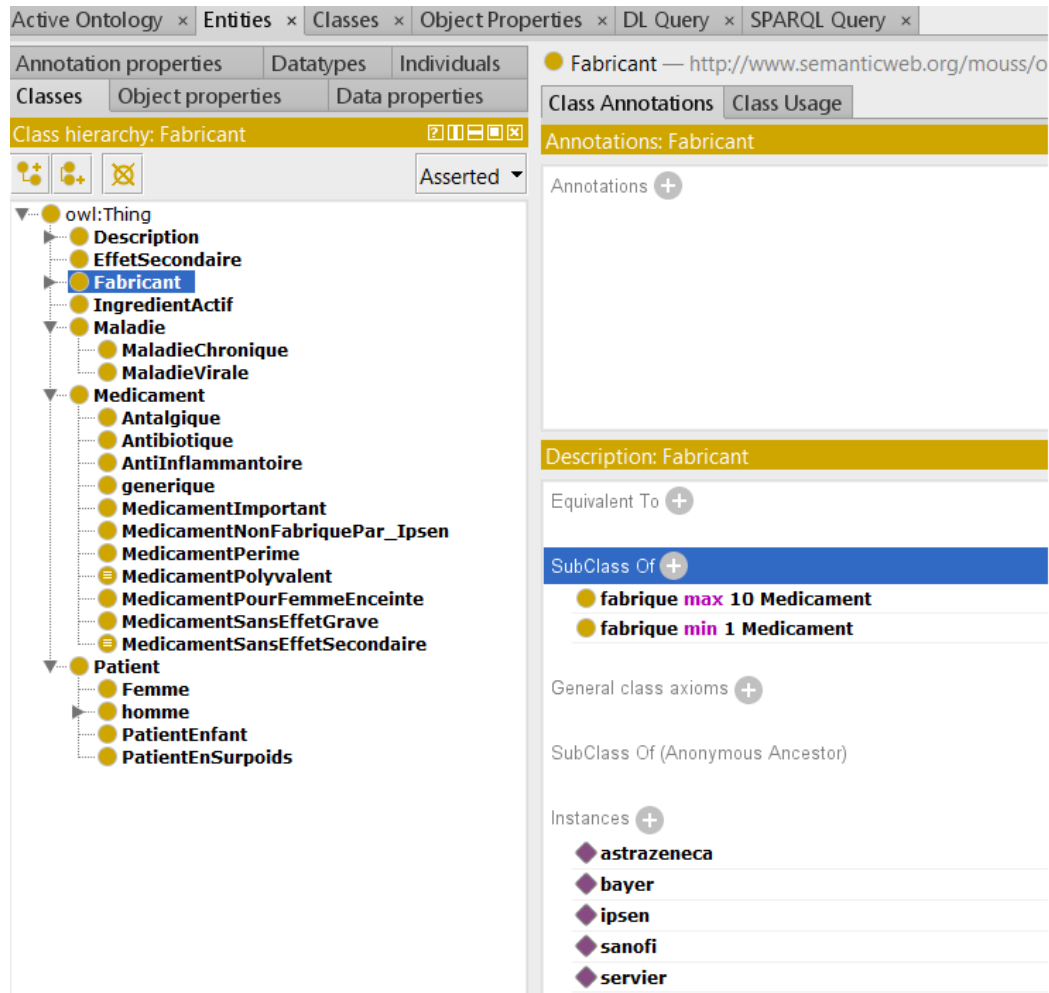 Active Ontology × Entities × Classes × Object Properties × DL Query × SPARQL Query ×
Annotation properties Datatypes Individuals
Classes Object properties Data properties
Class hierarchy: Fabricant
Asserted
owl:Thing
Description
EffetSecondaire
Fabricant
IngredientActif
Maladie
MaladieChronique
MaladieVirale
Medicament
Antalgique
Antibiotique
AntiInflammantoire
generique
MedicamentImportant
MedicamentNonFabriquePar_Ipsen
MedicamentPerime
MedicamentPolyvalent
MedicamentPourFemmeEnceinte
MedicamentSansEffetGrave
MedicamentSansEffetSecondaire
Patient
Femme
homme
PatientEnfant
PatientEnSurpoids
Fabricant — http://www.semanticweb.org/mouss/o
Class Annotations Class Usage
Annotations: Fabricant
Annotations
Description: Fabricant
Equivalent To
SubClass Of
fabrique max 10 Medicament
fabrique min 1 Medicament
General class axioms
SubClass Of (Anonymous Ancestor)
Instances
astrazeneca
bayer
ipsen
sanofi
servier